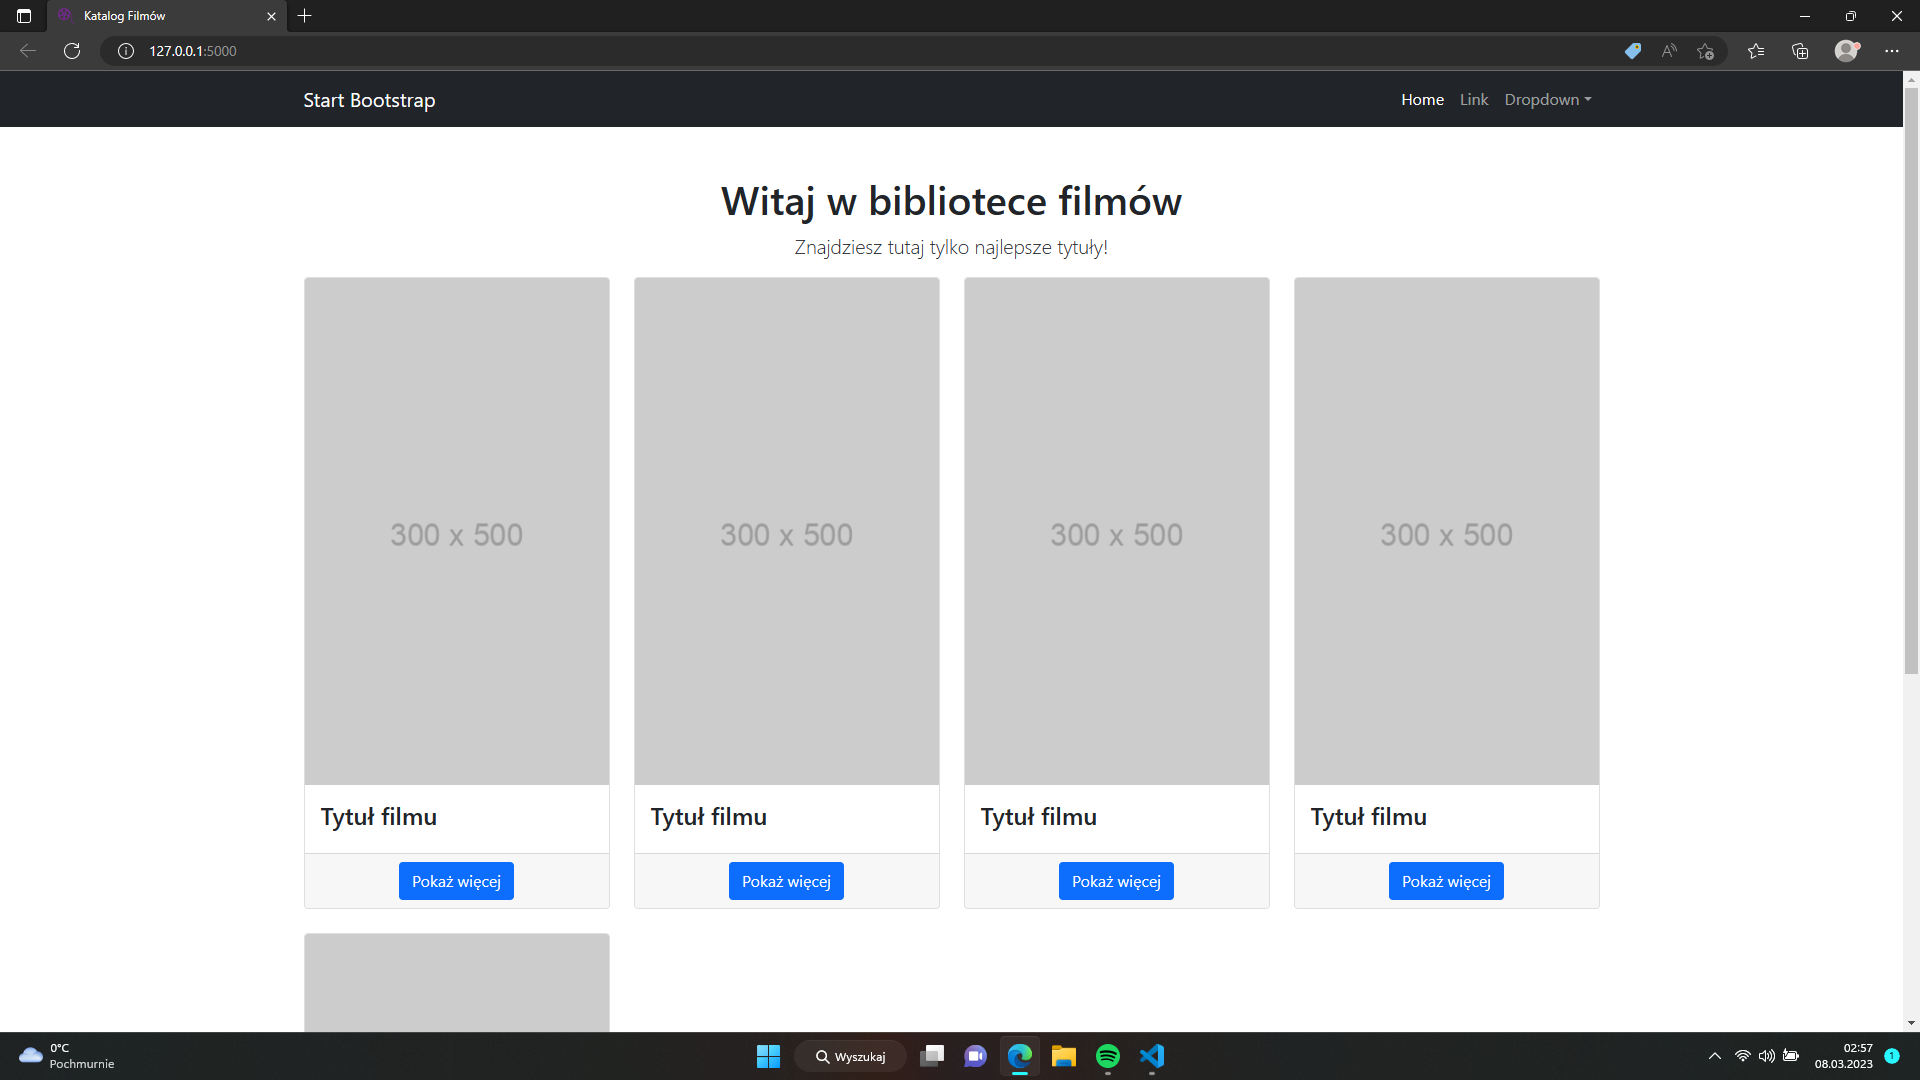 Katalog Filmów
127.0.0.1:5000
Start Bootstrap
Home Link Dropdown
Witaj w bibliotece filmów
Znajdziesz tutaj tylko najlepsze tytuły!
300 x 500 300 x 500 300 x 500 300 x 500
Tytuł filmu Tytuł filmu Tytuł filmu Tytuł filmu
Pokaż więcej Pokaż więcej Pokaż więcej Pokaż więcej
0°C
Pochmurnie
Wyszukaj
02:57
08.03.2023
1